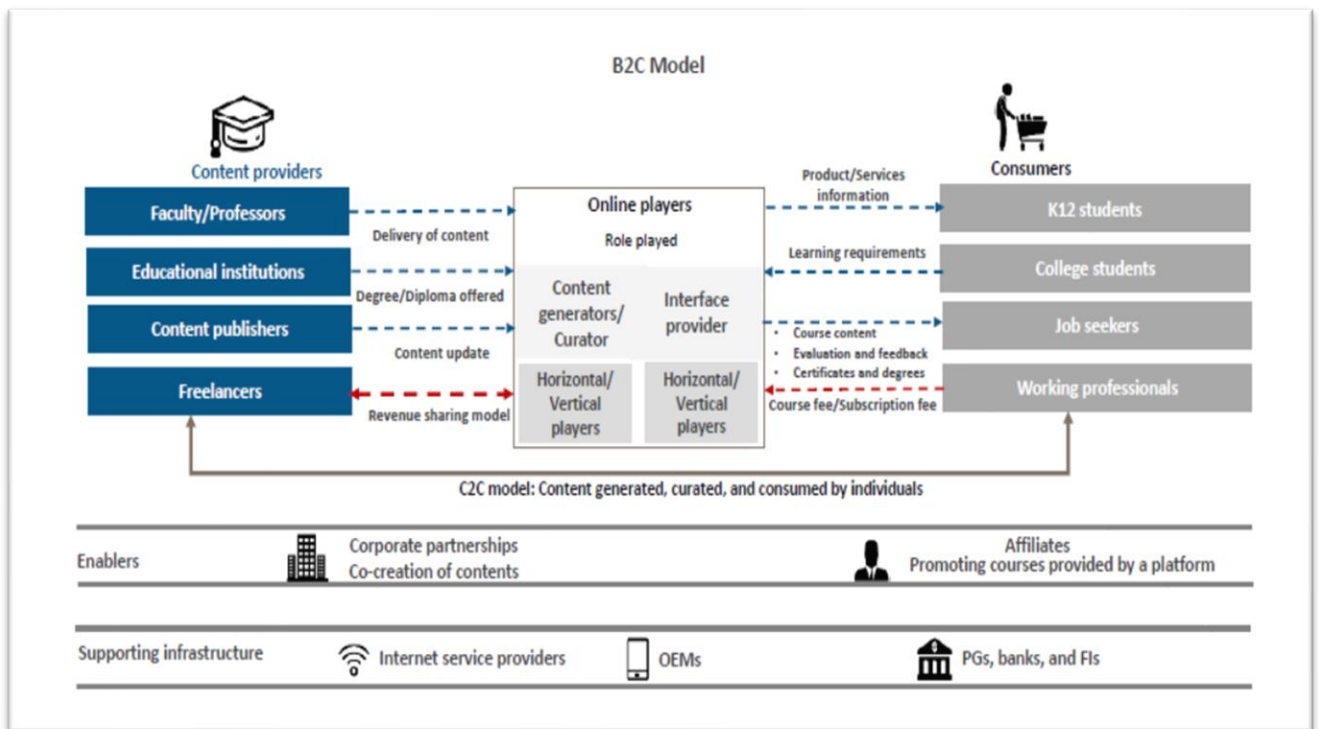 B2C Model
Content providers
Faculty/Professors
Educational institutions
Content publishers
Freelancers
Delivery of content
Degree/Diploma offered
Content update
Revenue sharing model
Online players
Role played
Content
generators/
Curator
Interface
provider
Horizontal/
Vertical
players
Horizontal/
Vertical
players
Product/Services
information
Learning requirements
• Course content
• Evaluation and feedback
• Certificates and degrees
Course fee/Subscription fee
Consumers
K12 students
College students
Job seekers
Working professionals
C2C model: Content generated, curated, and consumed by individuals
Enablers
Corporate partnerships
Co-creation of contents
Affiliates
Promoting courses provided by a platform
Supporting infrastructure
Internet service providers
OEMs
PGs, banks, and FIs